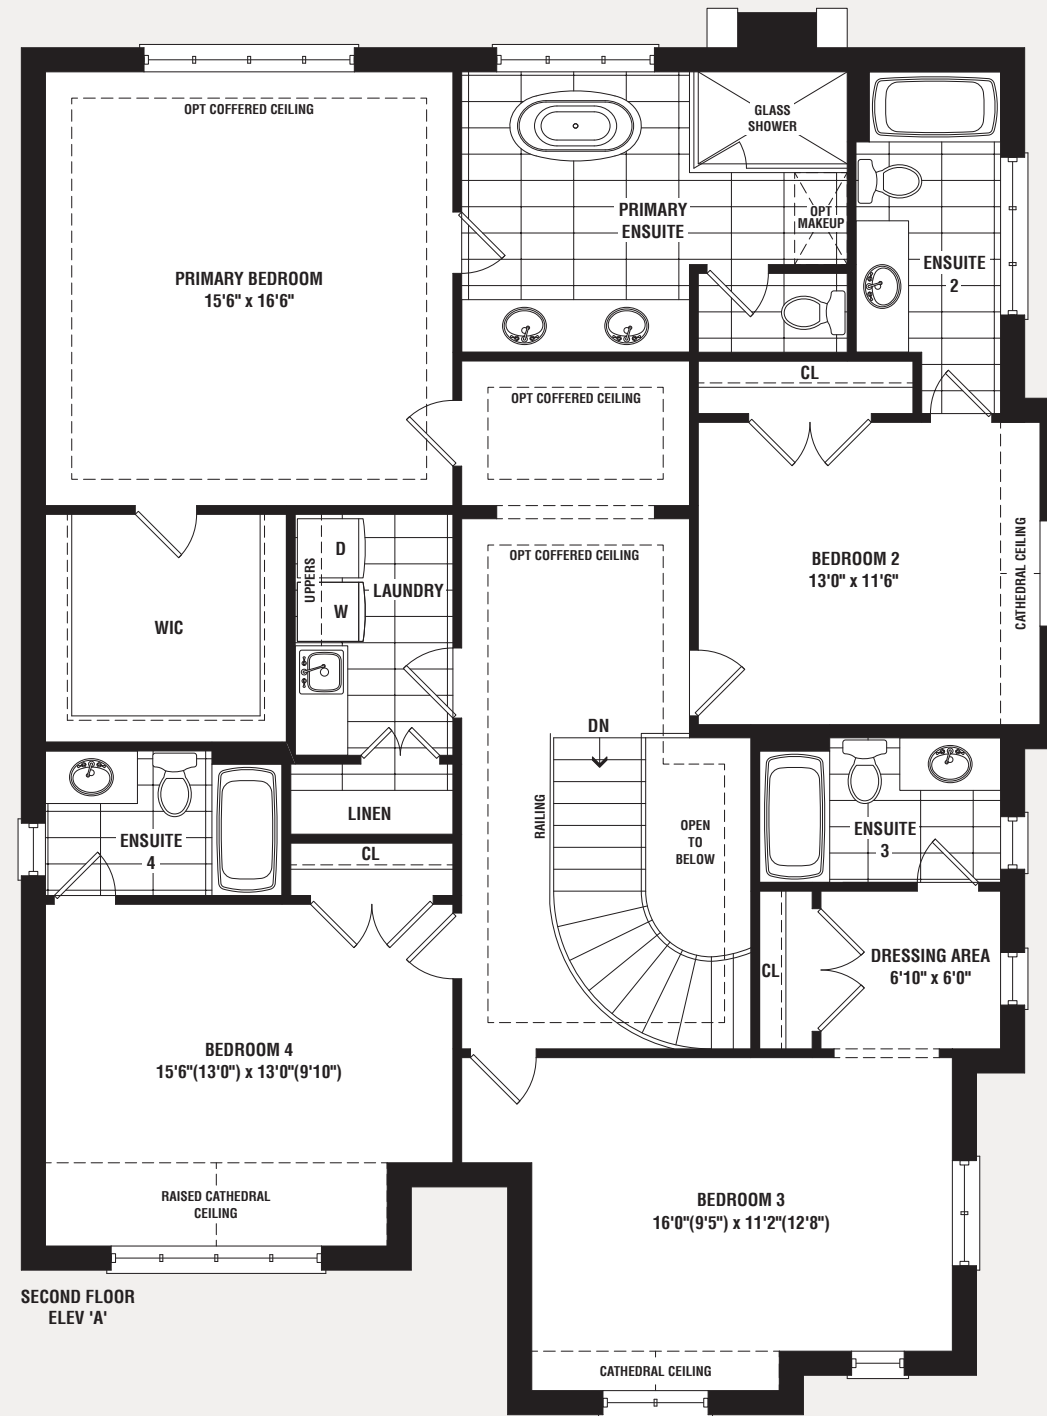 OPT COFFERED CEILING
GLASS
SHOWER
PRIMARY
ENSUITE
OPT
MAKEUP
ENSUITE
2
PRIMARY BEDROOM
15'6" x 16'6"
CL
OPT COFFERED CEILING
OPT COFFERED CEILING
BEDROOM 2
13'0" x 11'6"
CATHEDRAL CEILING
UPPERS
D
W
LAUNDRY
WIC
DN
RAILING
OPEN
TO
BELOW
LINEN
ENSUITE
4
CL
ENSUITE
3
CL
DRESSING AREA
6'10" x 6'0"
BEDROOM 4
15'6"(13'0") x 13'0"(9'10")
RAISED CATHEDRAL
CEILING
BEDROOM 3
16'0"(9'5") x 11'2"(12'8")
CATHEDRAL CEILING
SECOND FLOOR
ELEV 'A'